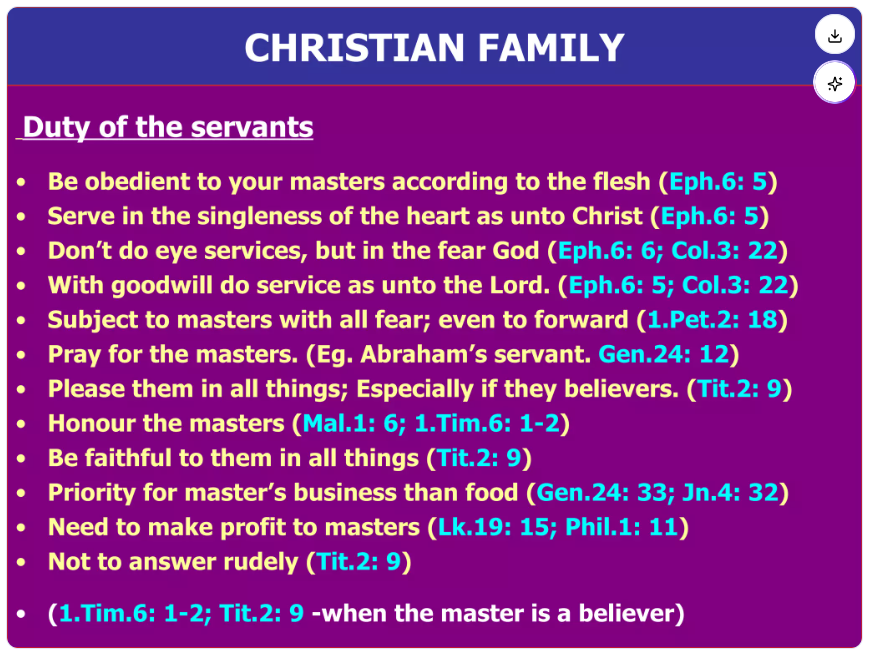 CHRISTIAN FAMILY
Duty of the servants
• Be obedient to your masters according to the flesh (Eph.6: 5)
• Serve in the singleness of the heart as unto Christ (Eph.6: 5)
• Don’t do eye services, but in the fear God (Eph.6: 6; Col.3: 22)
• With goodwill do service as unto the Lord. (Eph.6: 5; Col.3: 22)
• Subject to masters with all fear; even to forward (1.Pet.2: 18)
• Pray for the masters. (Eg. Abraham’s servant. Gen.24: 12)
• Please them in all things; Especially if they believers. (Tit.2: 9)
• Honour the masters (Mal.1: 6; 1.Tim.6: 1-2)
• Be faithful to them in all things (Tit.2: 9)
• Priority for master’s business than food (Gen.24: 33; Jn.4: 32)
• Need to make profit to masters (Lk.19: 15; Phil.1: 11)
• Not to answer rudely (Tit.2: 9)
• (1.Tim.6: 1-2; Tit.2: 9 -when the master is a believer)